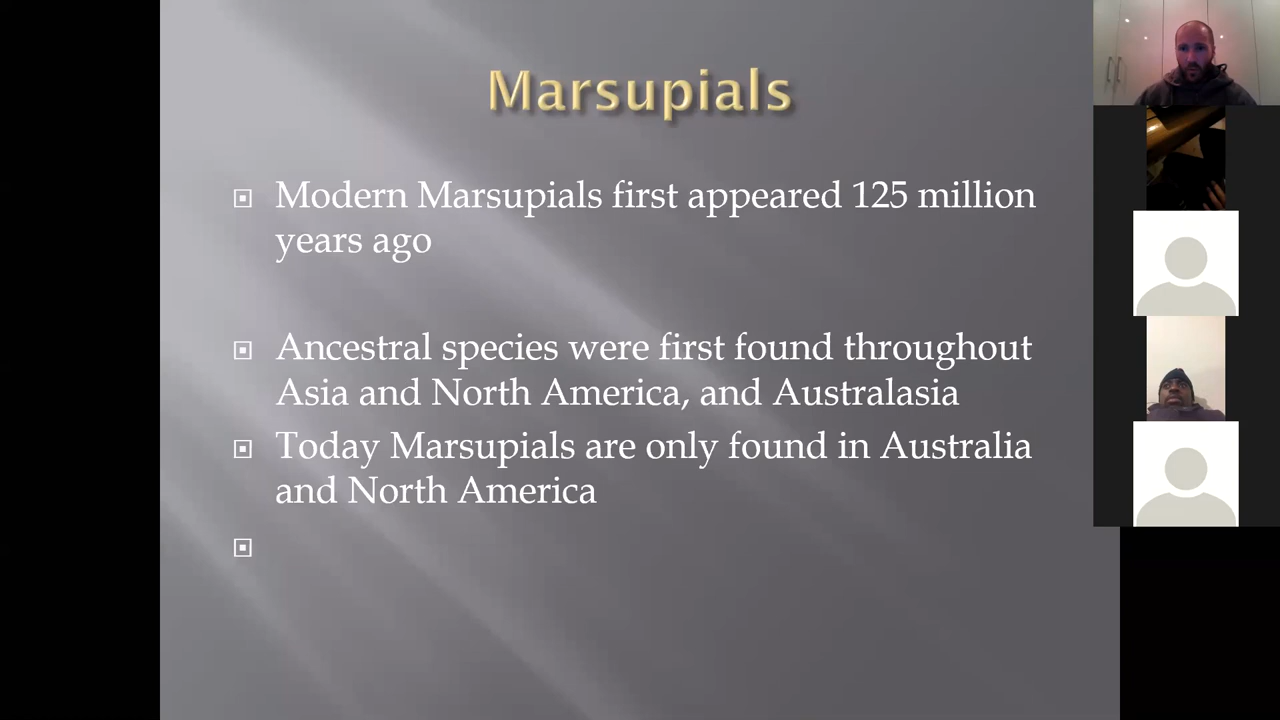 Marsupials
Modern Marsupials first appeared 125 million
years ago
Ancestral species were first found throughout
Asia and North America, and Australasia
Today Marsupials are only found in Australia
and North America